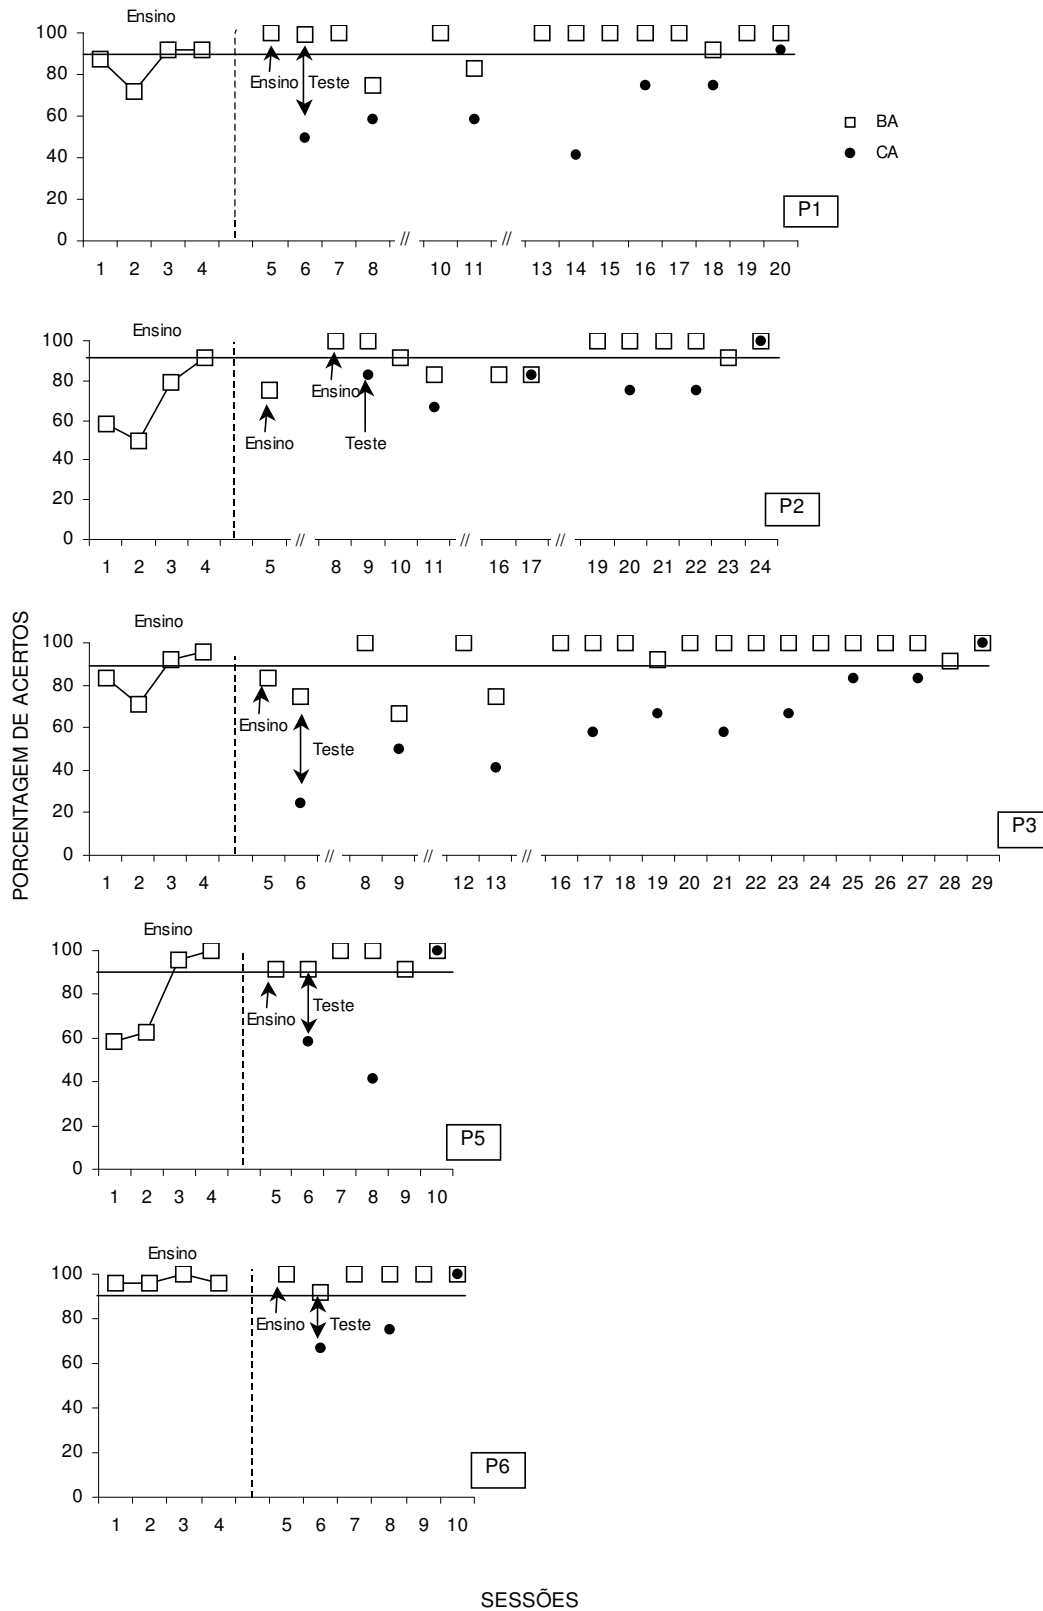 Ensino
100
80
60
40
20
0
Ensino Teste
BA
CA
P1
// //
1 2 3 4 5 6 7 8 10 11 13 14 15 16 17 18 19 20
Ensino
100
80
60
40
20
0
Ensino
Ensino
Teste
P2
// // //
1 2 3 4 5 8 9 10 11 16 17 19 20 21 22 23 24
PORCENTAGEM DE ACERTOS
Ensino
100
80
60
40
20
0
Ensino
Teste
P3
// // //
1 2 3 4 5 6 8 9 12 13 16 17 18 19 20 21 22 23 24 25 26 27 28 29
Ensino
100
80
60
40
20
0
Teste
Ensino
P5
1 2 3 4 5 6 7 8 9 10
Ensino
100
80
60
40
20
0
Ensino Teste
P6
1 2 3 4 5 6 7 8 9 10
SESSÕES